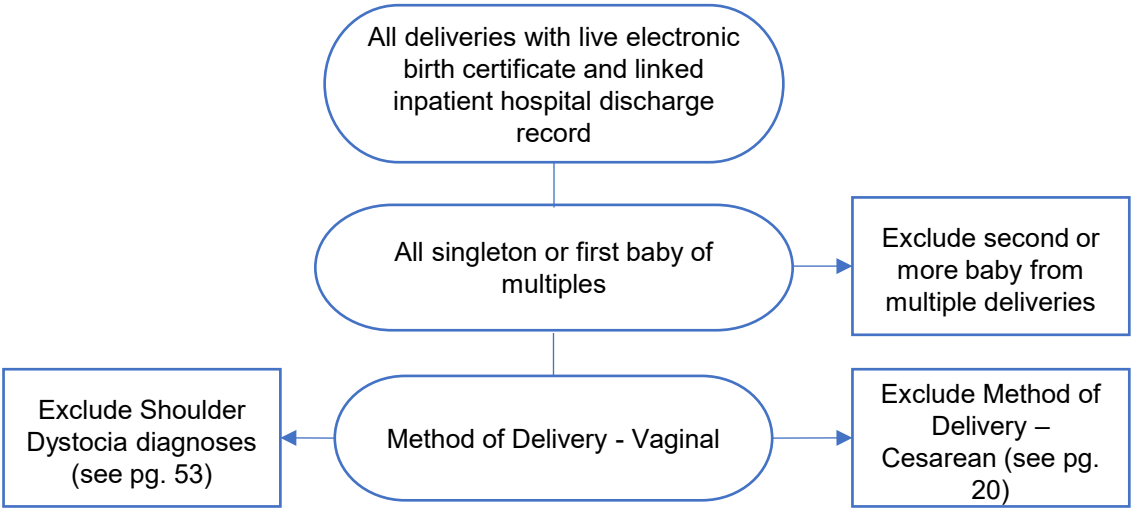 All deliveries with live electronic
birth certificate and linked
inpatient hospital discharge
record
All singleton or first baby of
multiples
Exclude second or
more baby from
multiple deliveries
Exclude Shoulder
Dystocia diagnoses
(see pg. 53)
Method of Delivery - Vaginal
Exclude Method of
Delivery –
Cesarean (see pg.
20)